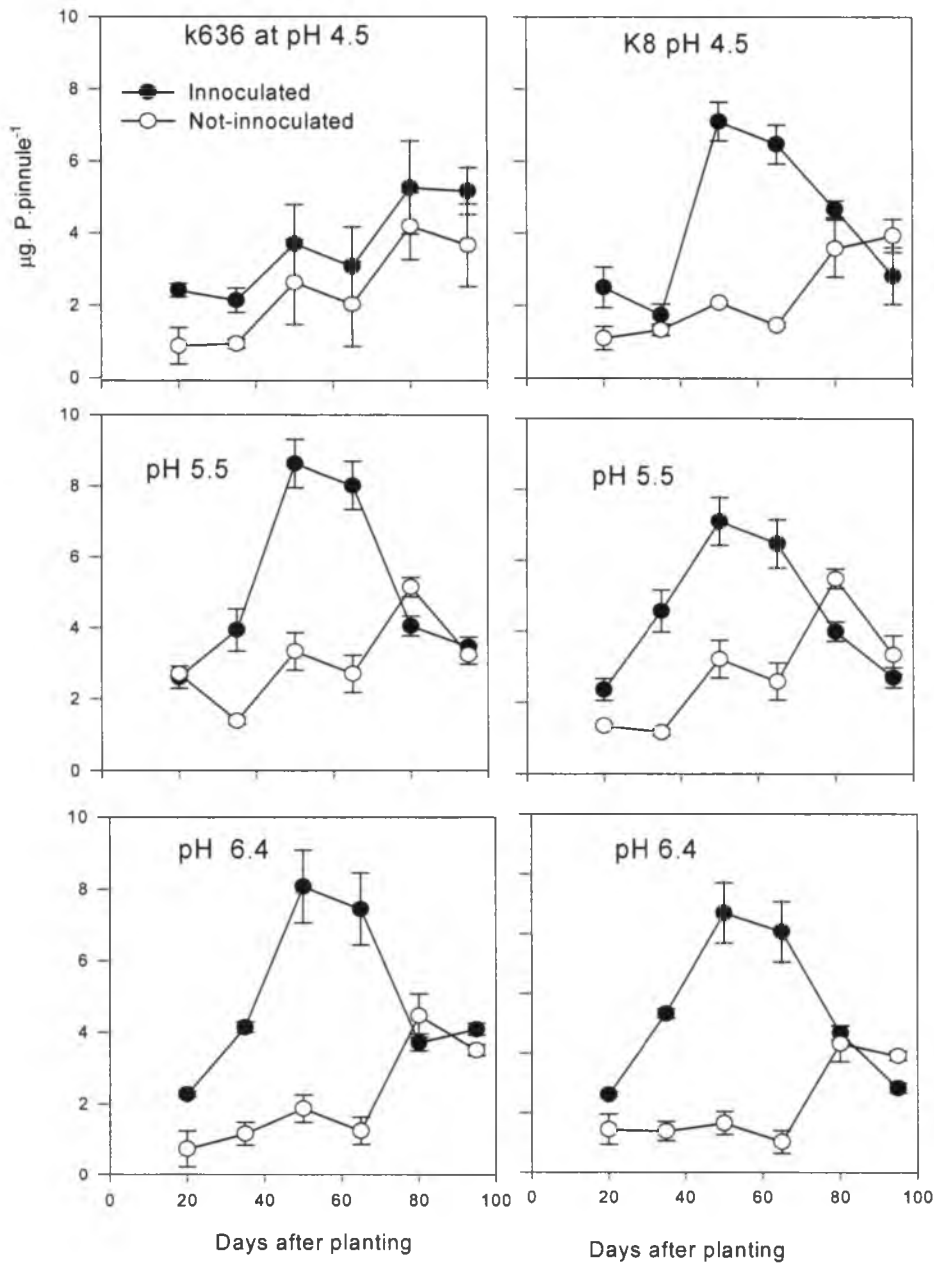 k636 at pH 4.5
K8 pH 4.5
Innoculated
Not-innoculated
µg. P.pinnule-1
10
8
6
4
2
0
pH 5.5
pH 5.5
10
8
6
4
2
0
pH 6.4
pH 6.4
10
8
6
4
2
0
0 20 40 60 80 100
0 20 40 60 80 100
Days after planting
Days after planting